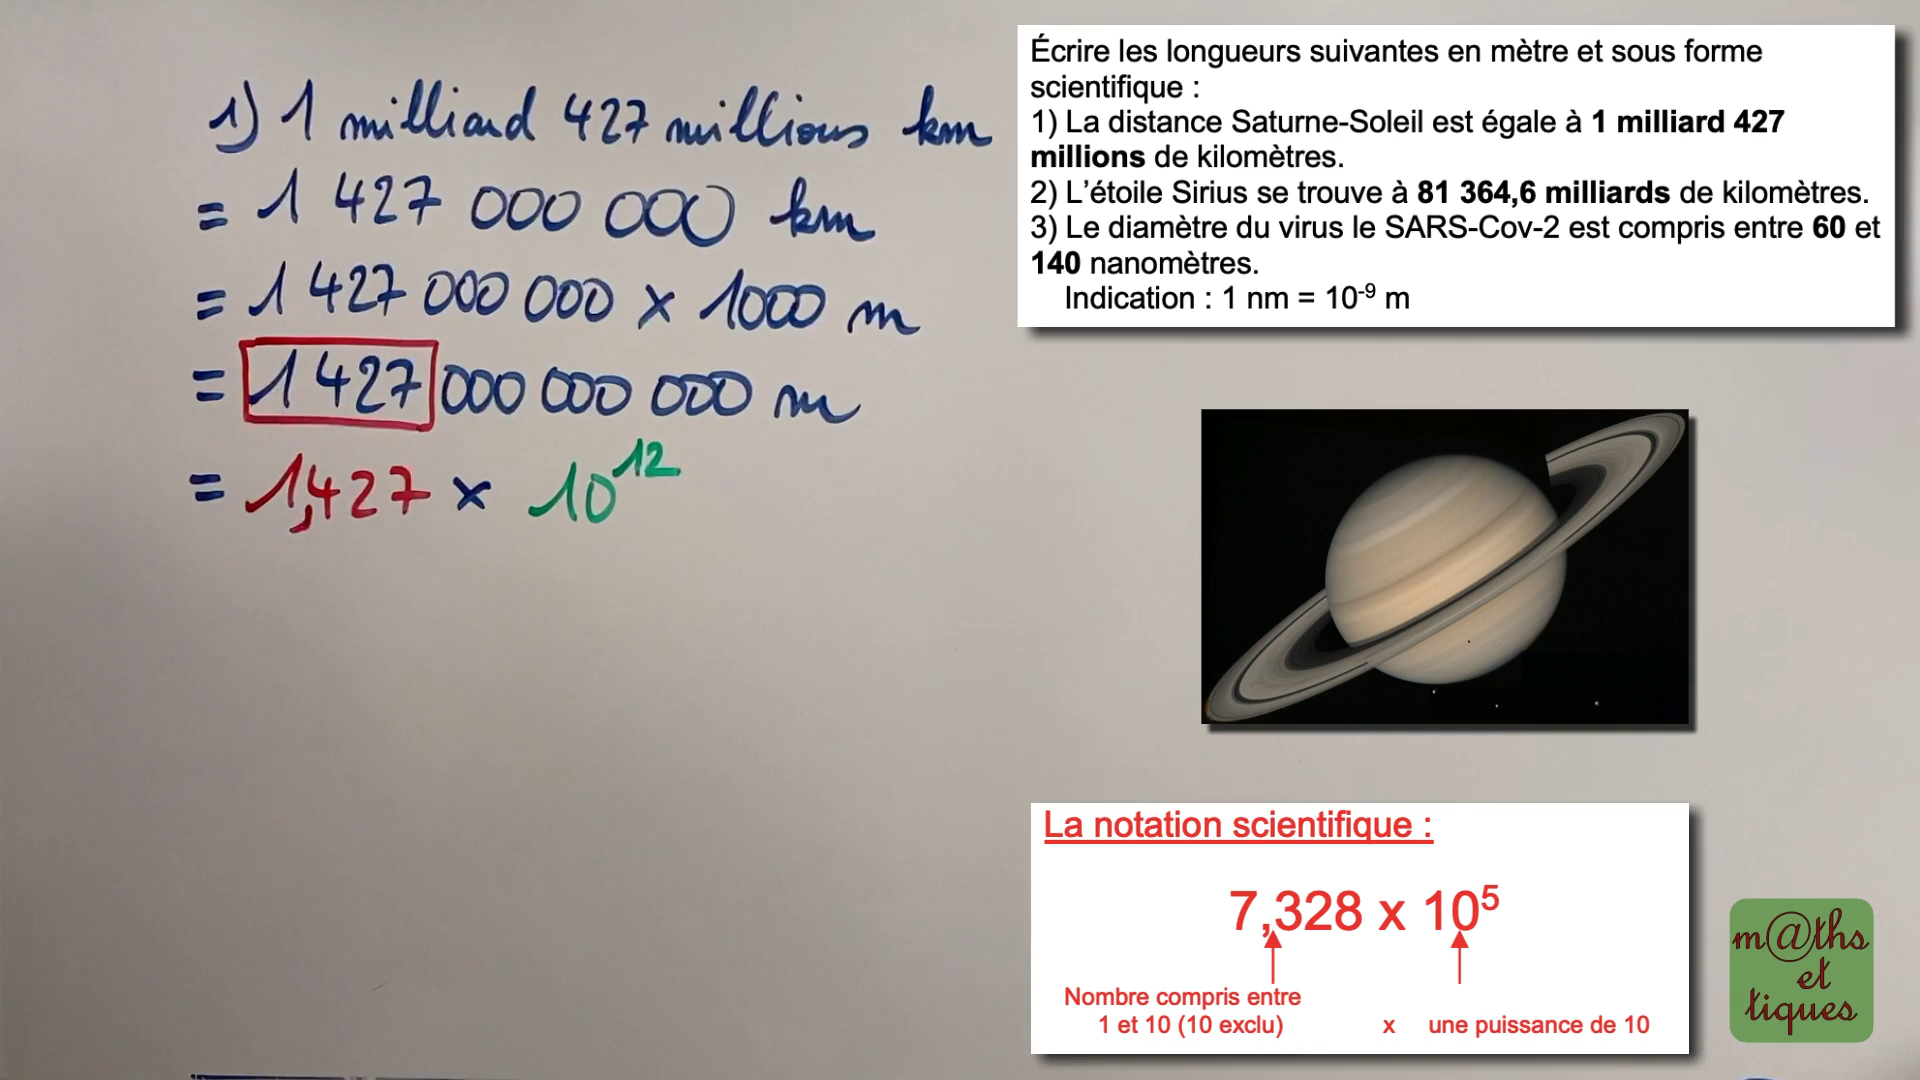 1) 1 milliard 427 millions km
= 1 427 000 000 km
= 1 427 000 000 x 1000 m
= 1 427 000 000 000 m
= 1,427 x 10¹²
Écrire les longueurs suivantes en mètre et sous forme
scientifique :
1) La distance Saturne-Soleil est égale à 1 milliard 427
millions de kilomètres.
2) L’étoile Sirius se trouve à 81 364,6 milliards de kilomètres.
3) Le diamètre du virus le SARS-Cov-2 est compris entre 60 et
140 nanomètres.
Indication : 1 nm = 10⁻⁹ m
La notation scientifique :
7,328 x 10⁵
Nombre compris entre
1 et 10 (10 exclu) x une puissance de 10
m@ths
et
tiques